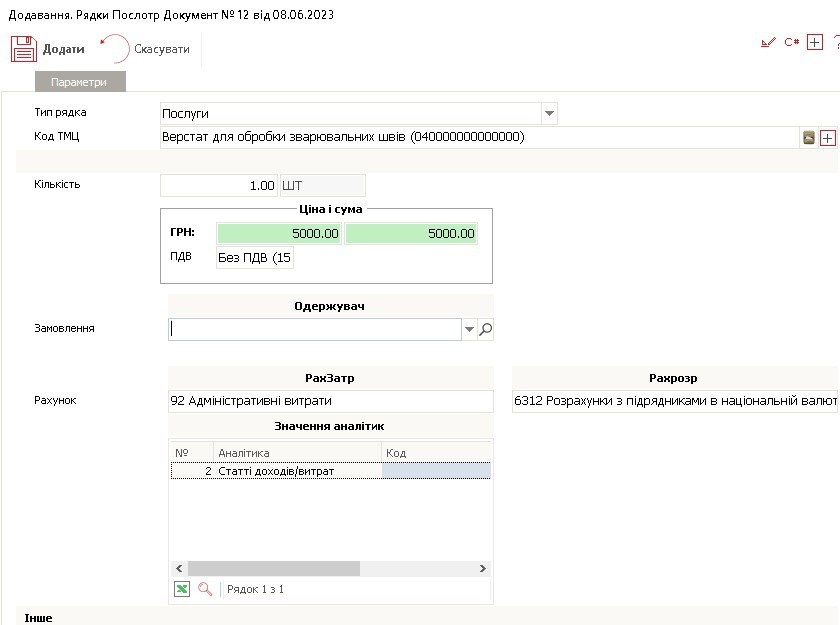 Додавання. Рядки Послотр Документ № 12 від 08.06.2023
Додати Скасувати C#
Параметри
Тип рядка Послуги
Код ТМЦ Верстат для обробки зварювальних швів (040000000000000)
Кількість 1.00 ШТ
Ціна і сума
ГРН: 5000.00 5000.00
ПДВ Без ПДВ (15
Одержувач
Замовлення
РахЗатр Рахрозр
Рахунок 92 Адміністративні витрати 6312 Розрахунки з підрядниками в національній валют
Значення аналітик
№ Аналітика Код
2 Статті доходів/витрат
Рядок 1 з 1
Інше